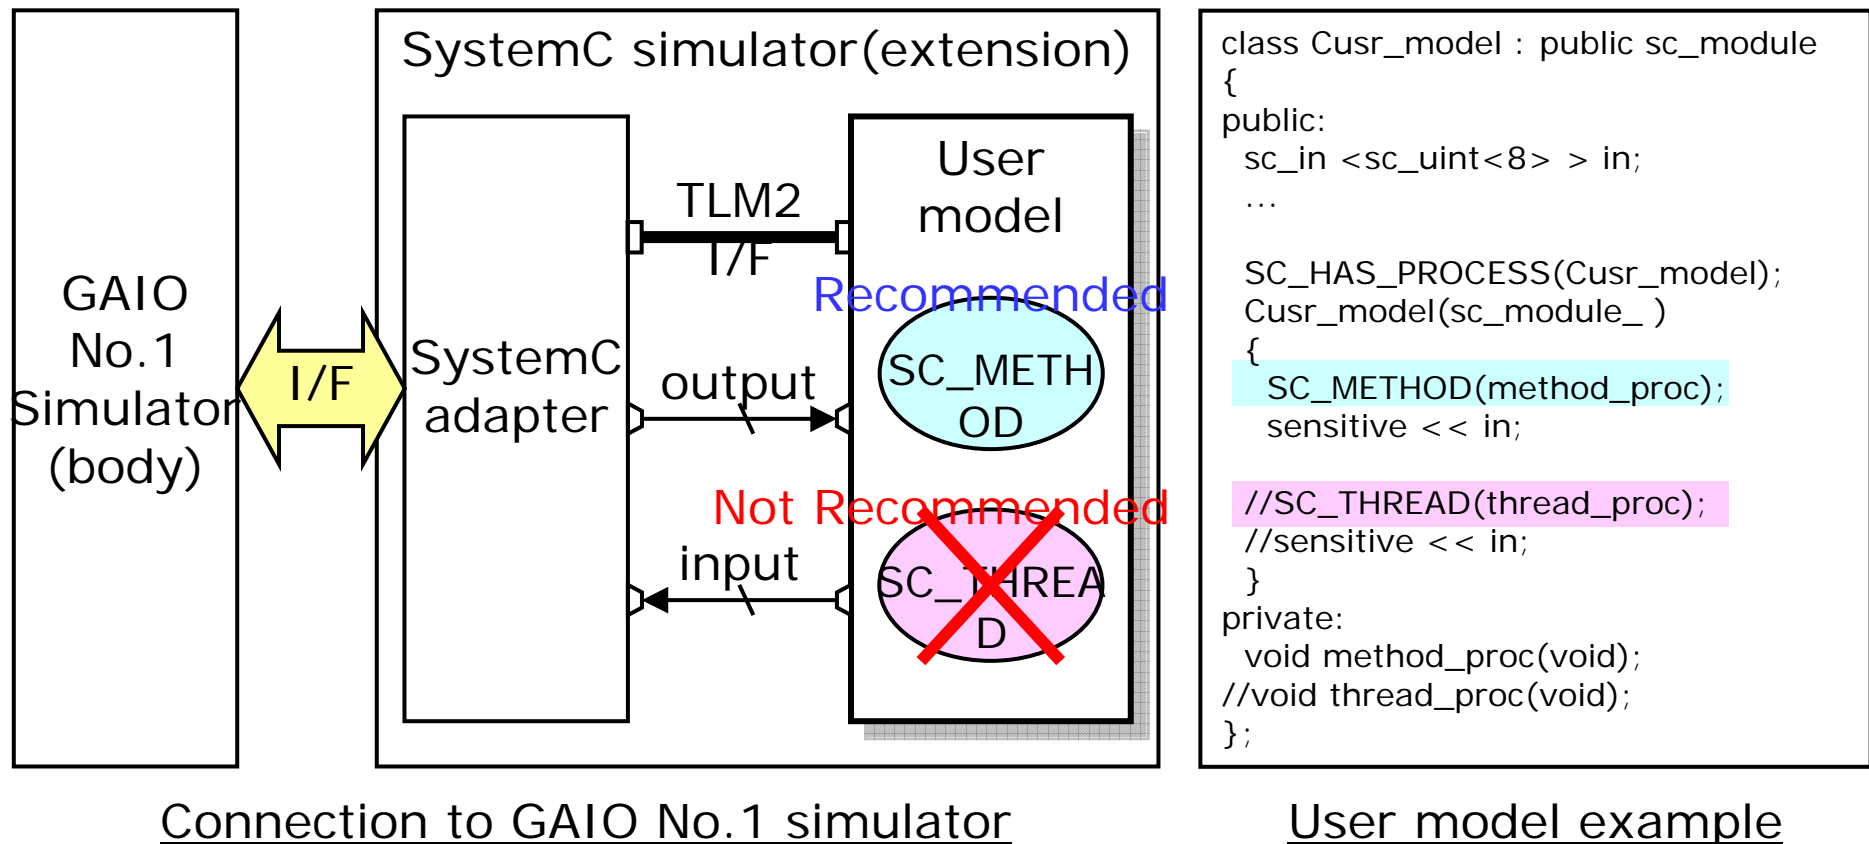 GAIO
No.1
Simulator
(body)
I/F
SystemC simulator(extension)
SystemC
adapter
TLM2
I/F
output
input
User
model
Recommended
SC_METH
OD
Not Recommended
SC_THREA
D
Connection to GAIO No.1 simulator
class Cusr_model : public sc_module
{
public:
sc_in <sc_uint<8> > in;
...
SC_HAS_PROCESS(Cusr_model);
Cusr_model(sc_module_ )
{
SC_METHOD(method_proc);
sensitive << in;
//SC_THREAD(thread_proc);
//sensitive << in;
}
private:
void method_proc(void);
//void thread_proc(void);
};
User model example